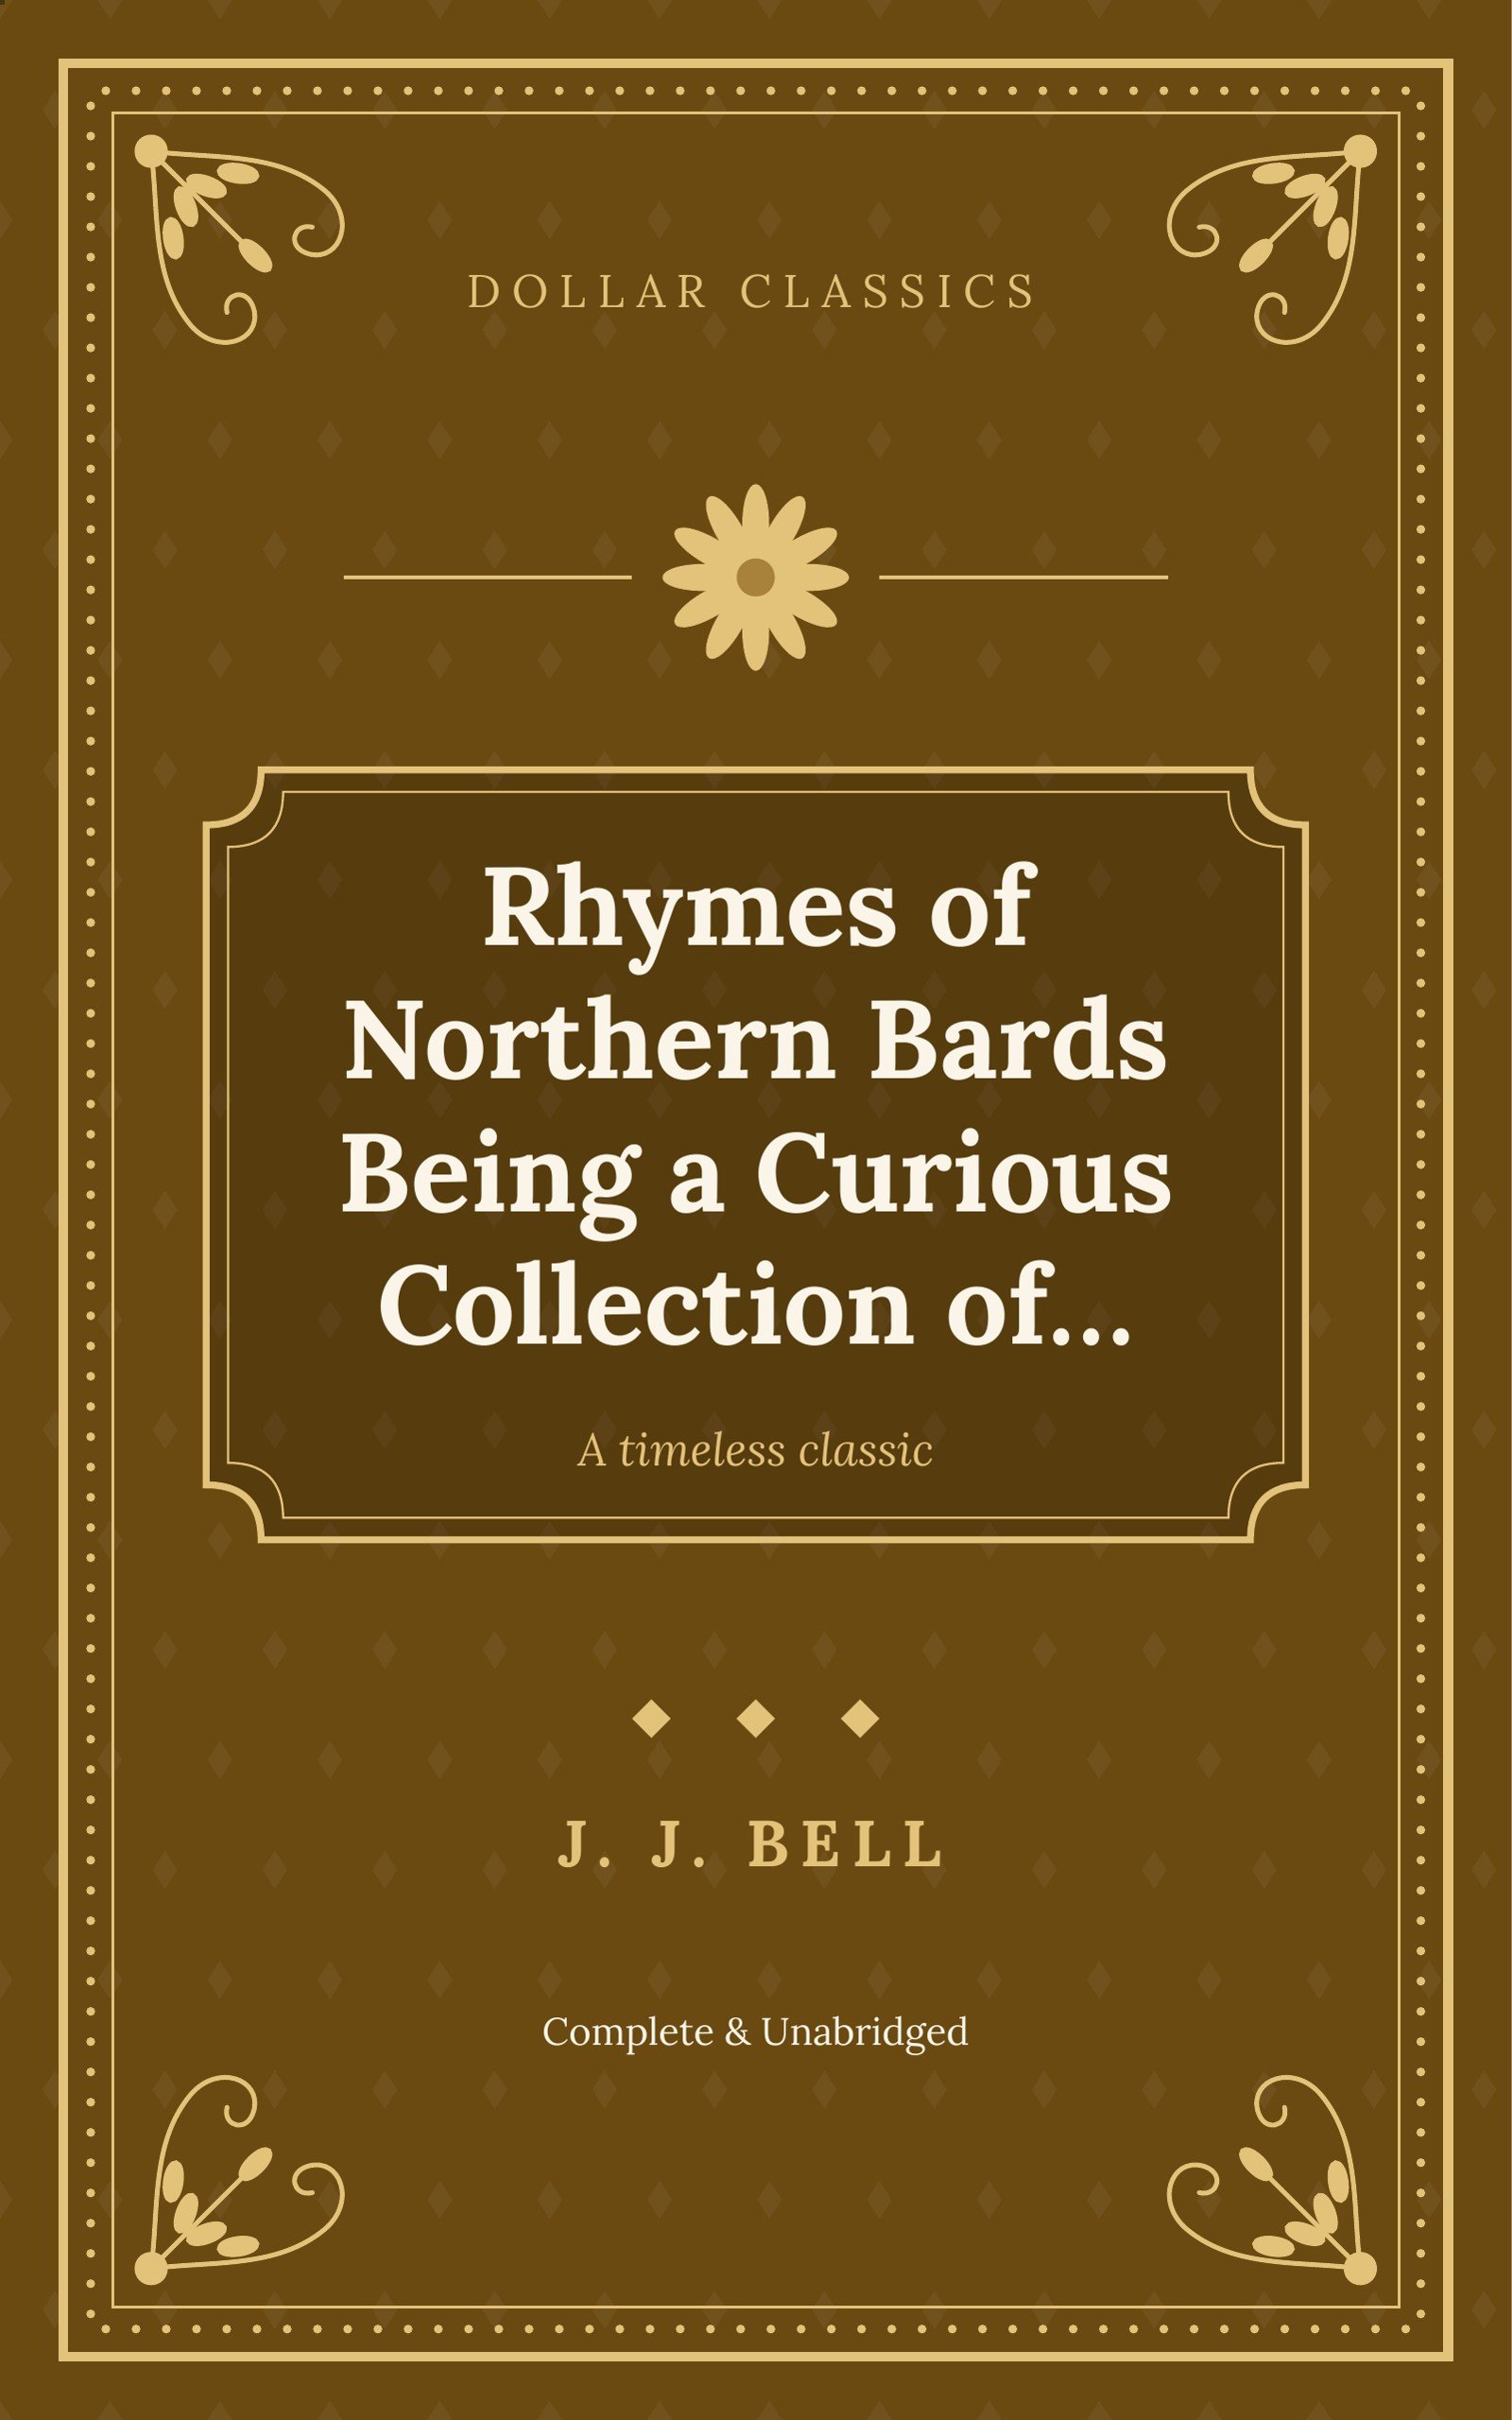 DOLLAR CLASSICS
Rhymes of
Northern Bards
Being a Curious
Collection of...
A timeless classic
J. J. BELL
Complete & Unabridged